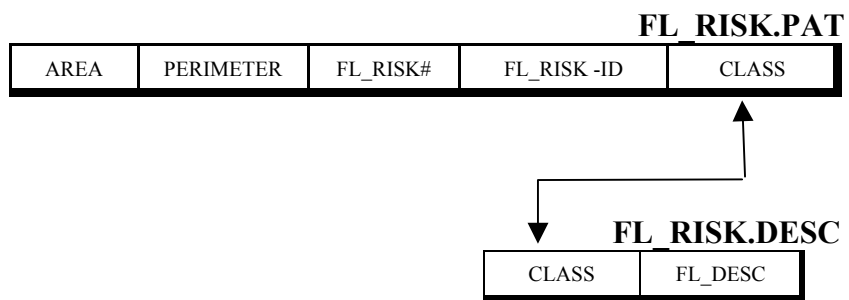 FL_RISK.PAT
AREA PERIMETER FL_RISK# FL_RISK -ID CLASS
FL_RISK.DESC
CLASS FL_DESC